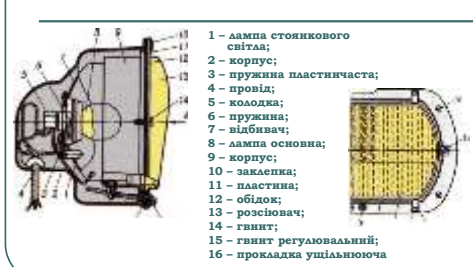 1 – лампа стоянкового
світла;
2 – корпус;
3 – пружина пластинчаста;
4 – провід;
5 – колодка;
6 – пружина;
7 – відбивач;
8 – лампа основна;
9 – корпус;
10 – заклепка;
11 – пластина;
12 – обідок;
13 – розсіювач;
14 – гвинт;
15 – гвинт регулювальний;
16 – прокладка ущільнююча